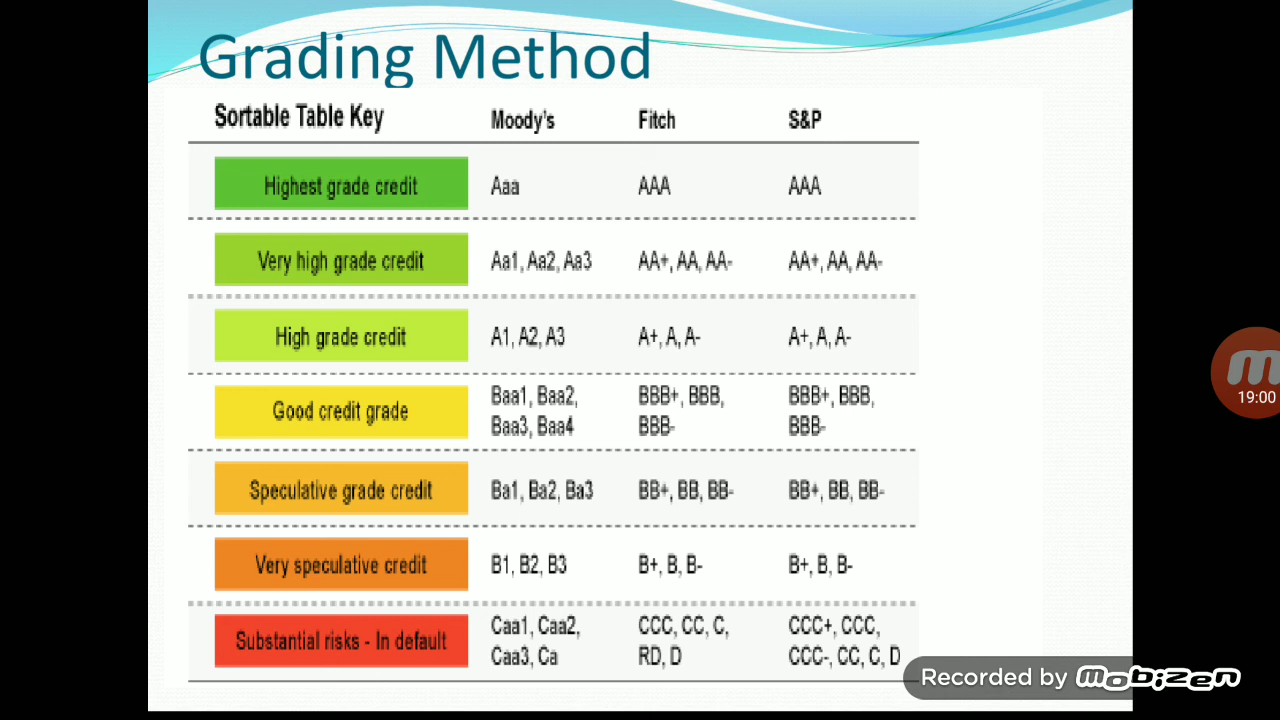 Grading Method
Sortable Table Key Moody's Fitch S&P
Highest grade credit Aaa AAA AAA
Very high grade credit Aa1, Aa2, Aa3 AA+, AA, AA- AA+, AA, AA-
High grade credit A1, A2, A3 A+, A, A- A+, A, A-
Good credit grade Baa1, Baa2, BBB+, BBB, BBB+, BBB,
Baa3, Baa4 BBB- BBB-
Speculative grade credit Ba1, Ba2, Ba3 BB+, BB, BB- BB+, BB, BB-
Very speculative credit B1, B2, B3 B+, B, B- B+, B, B-
Substantial risks - In default Caa1, Caa2, CCC, CC, C, CCC+, CCC,
Caa3, Ca RD, D CCC-, CC, C, D
19:00
Recorded by mobizen